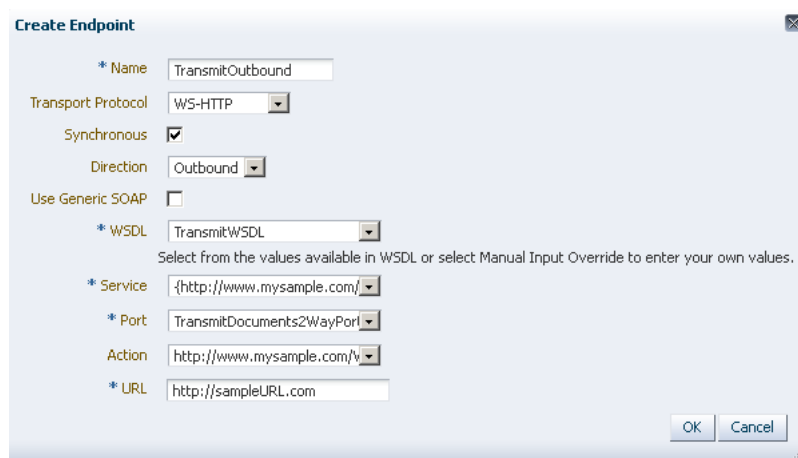 Create Endpoint
* Name TransmitOutbound
Transport Protocol WS-HTTP
Synchronous
Direction Outbound
Use Generic SOAP
* WSDL TransmitWSDL
Select from the values available in WSDL or select Manual Input Override to enter your own values.
* Service {http://www.mysample.com/
* Port TransmitDocuments2WayPort
Action http://www.mysample.com/
* URL http://sampleURL.com
OK Cancel